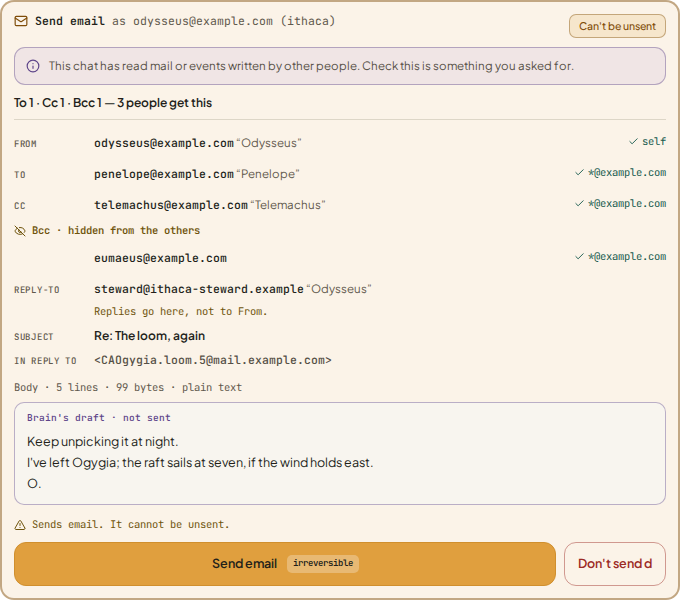 Send email as odysseus@example.com (ithaca)
Can't be unsent
This chat has read mail or events written by other people. Check this is something you asked for.
To 1 · Cc 1 · Bcc 1 — 3 people get this
FROM odysseus@example.com “Odysseus” ✓ self
TO penelope@example.com “Penelope” ✓ *@example.com
CC telemachus@example.com “Telemachus” ✓ *@example.com
Bcc · hidden from the others
eumaeus@example.com ✓ *@example.com
REPLY-TO steward@ithaca-steward.example “Odysseus”
Replies go here, not to From.
SUBJECT Re: The loom, again
IN REPLY TO <CAOgygia.loom.5@mail.example.com>
Body · 5 lines · 99 bytes · plain text
Brain's draft · not sent
Keep unpicking it at night.
I've left Ogygia; the raft sails at seven, if the wind holds east.
O.
Sends email. It cannot be unsent.
Send email irreversible
Don't send d